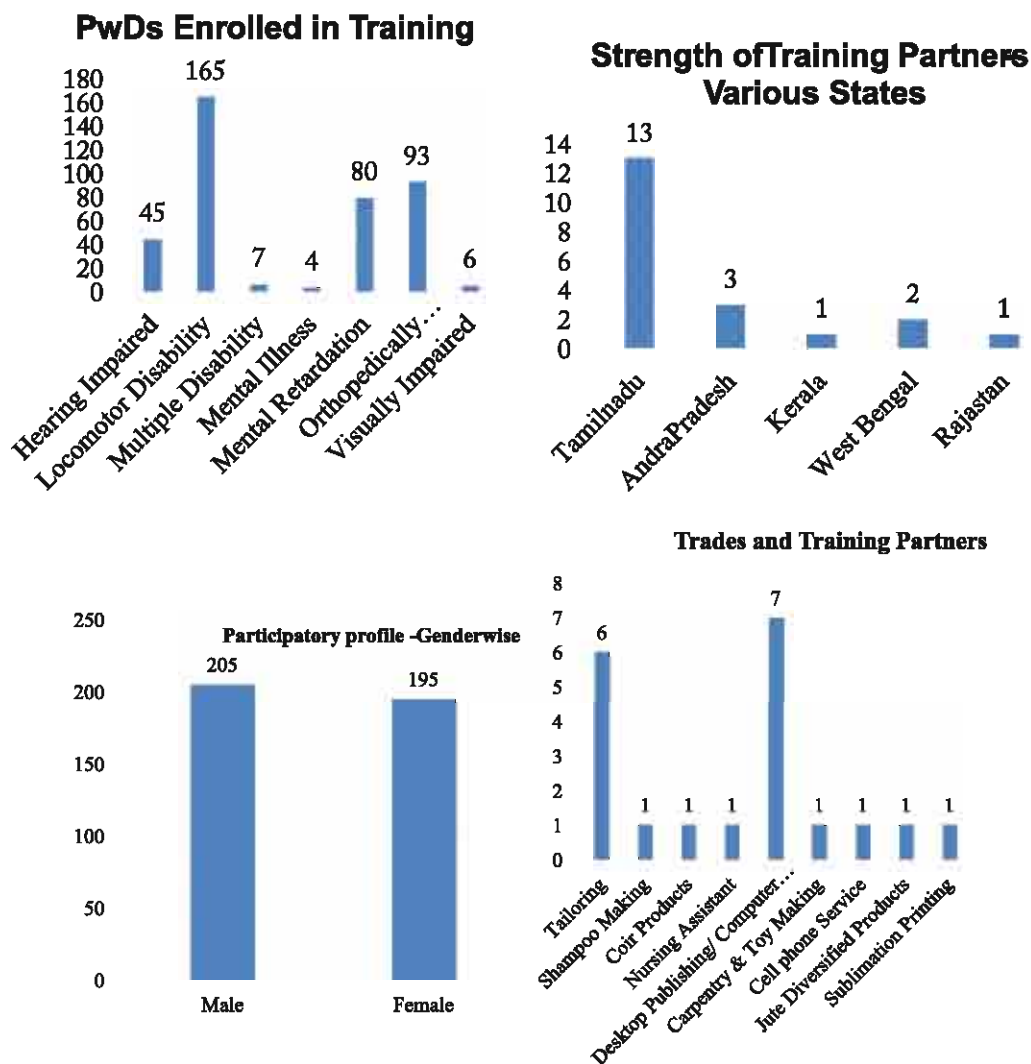 PwDs Enrolled in Training
180
160
140
120
100
80
60
40
20
0
45
165
7
4
80
93
6
Hearing Impaired
Locomotor Disability
Multiple Disability
Mental Illness
Mental Retardation
Orthopedically…
Visually Impaired
Strength ofTraining Partners-
Various States
14
12
10
8
6
4
2
0
13
3
1
2
1
Tamilnadu
AndraPradesh
Kerala
West Bengal
Rajastan
Participatory profile -Genderwise
250
200
150
100
50
0
205
195
Male
Female
Trades and Training Partners
8
7
6
5
4
3
2
1
0
6
1
1
1
7
1
1
1
1
Tailoring
Shampoo Making
Coir Products
Nursing Assistant
Desktop Publishing/ Computer…
Carpentry & Toy Making
Cell phone Service
Jute Diversified Products
Sublimation Printing